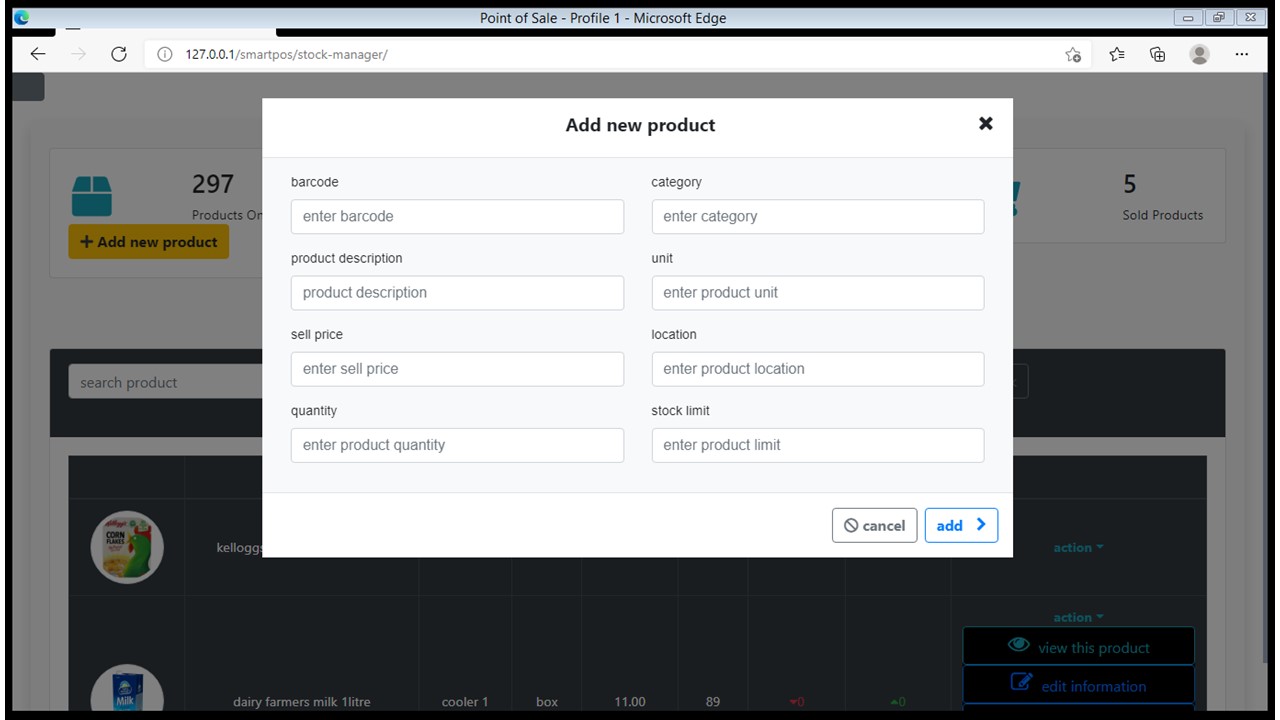 Point of Sale - Profile 1 - Microsoft Edge
127.0.0.1/smartpos/stock-manager/
Add new product
297
Products On
Add new product
5
Sold Products
barcode
enter barcode
category
enter category
product description
product description
unit
enter product unit
sell price
enter sell price
location
enter product location
quantity
enter product quantity
stock limit
enter product limit
cancel
add
search product
Kellogg's
CORN
FLAKES
kelloggs
action
action
view this product
edit information
Milk
dairy farmers milk 1litre
cooler 1
box
11.00
89
0
0